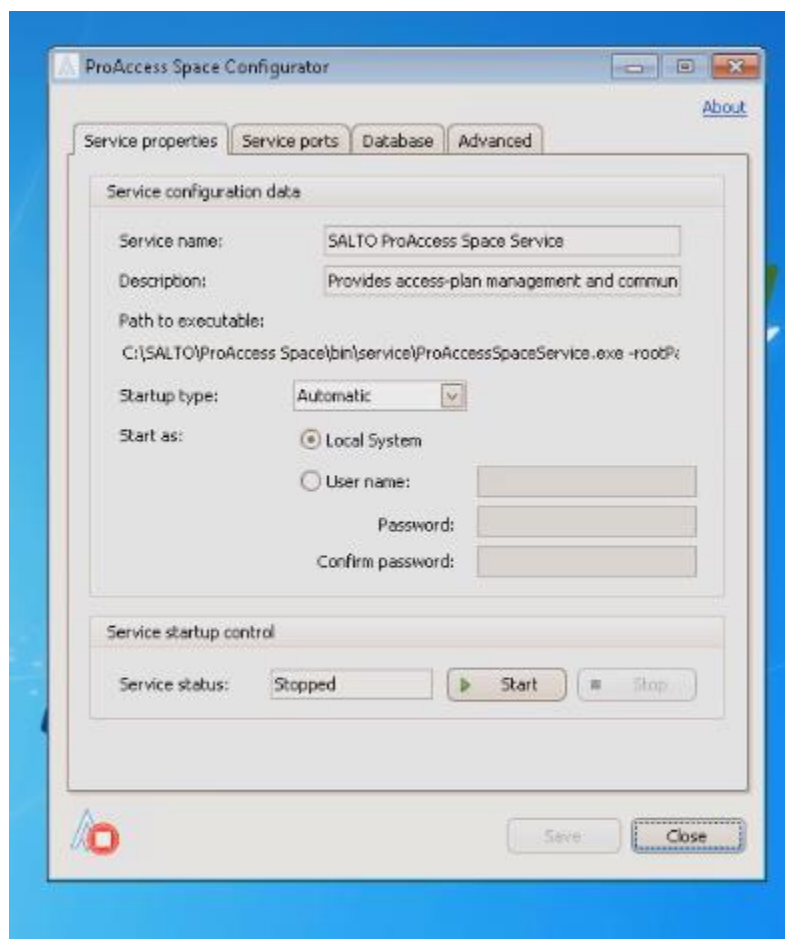 ProAccess Space Configurator
About
Service properties Service ports Database Advanced
Service configuration data
Service name: SALTO ProAccess Space Service
Description: Provides access-plan management and commun
Path to executable:
C:\SALTO\ProAccess Space\bin\service\ProAccessSpaceService.exe -rootPa
Startup type: Automatic
Start as: Local System
User name:
Password:
Confirm password:
Service startup control
Service status: Stopped Start Stop
Save Close